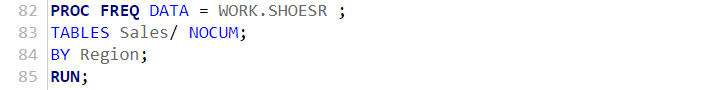 82 PROC FREQ DATA = WORK.SHOESR ;
83 TABLES Sales/ NOCUM;
84 BY Region;
85 RUN;